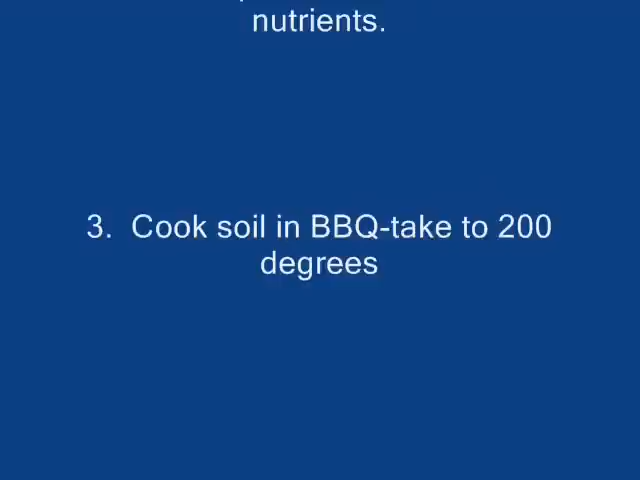 nutrients.
3. Cook soil in BBQ-take to 200
degrees